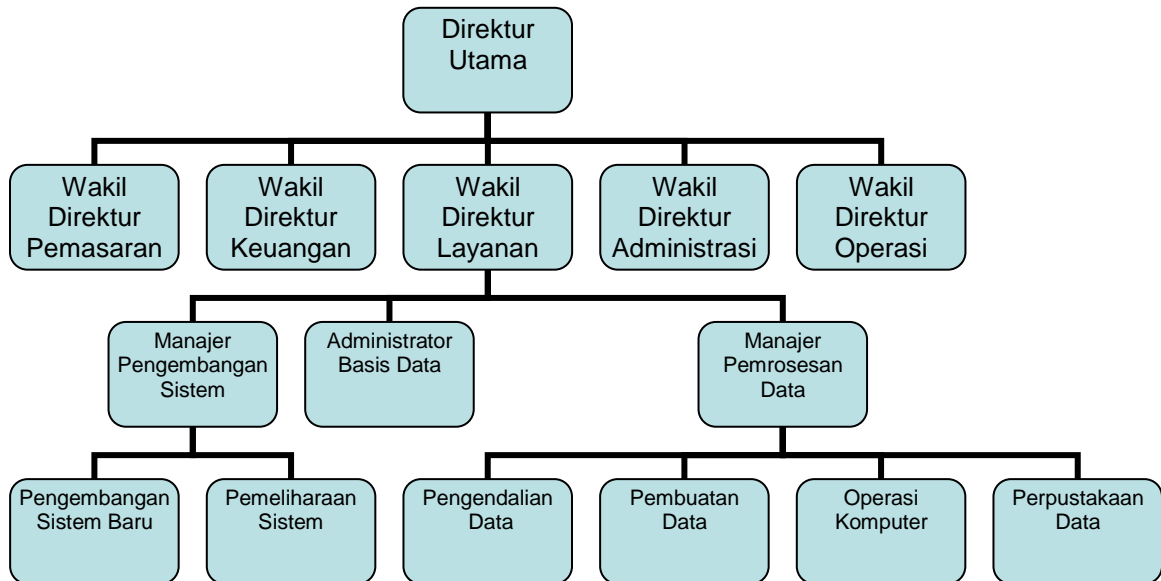 Direktur
Utama
Wakil
Direktur
Pemasaran
Wakil
Direktur
Keuangan
Wakil
Direktur
Layanan
Wakil
Direktur
Administrasi
Wakil
Direktur
Operasi
Manajer
Pengembangan
Sistem
Administrator
Basis Data
Manajer
Pemrosesan
Data
Pengembangan
Sistem Baru
Pemeliharaan
Sistem
Pengendalian
Data
Pembuatan
Data
Operasi
Komputer
Perpustakaan
Data